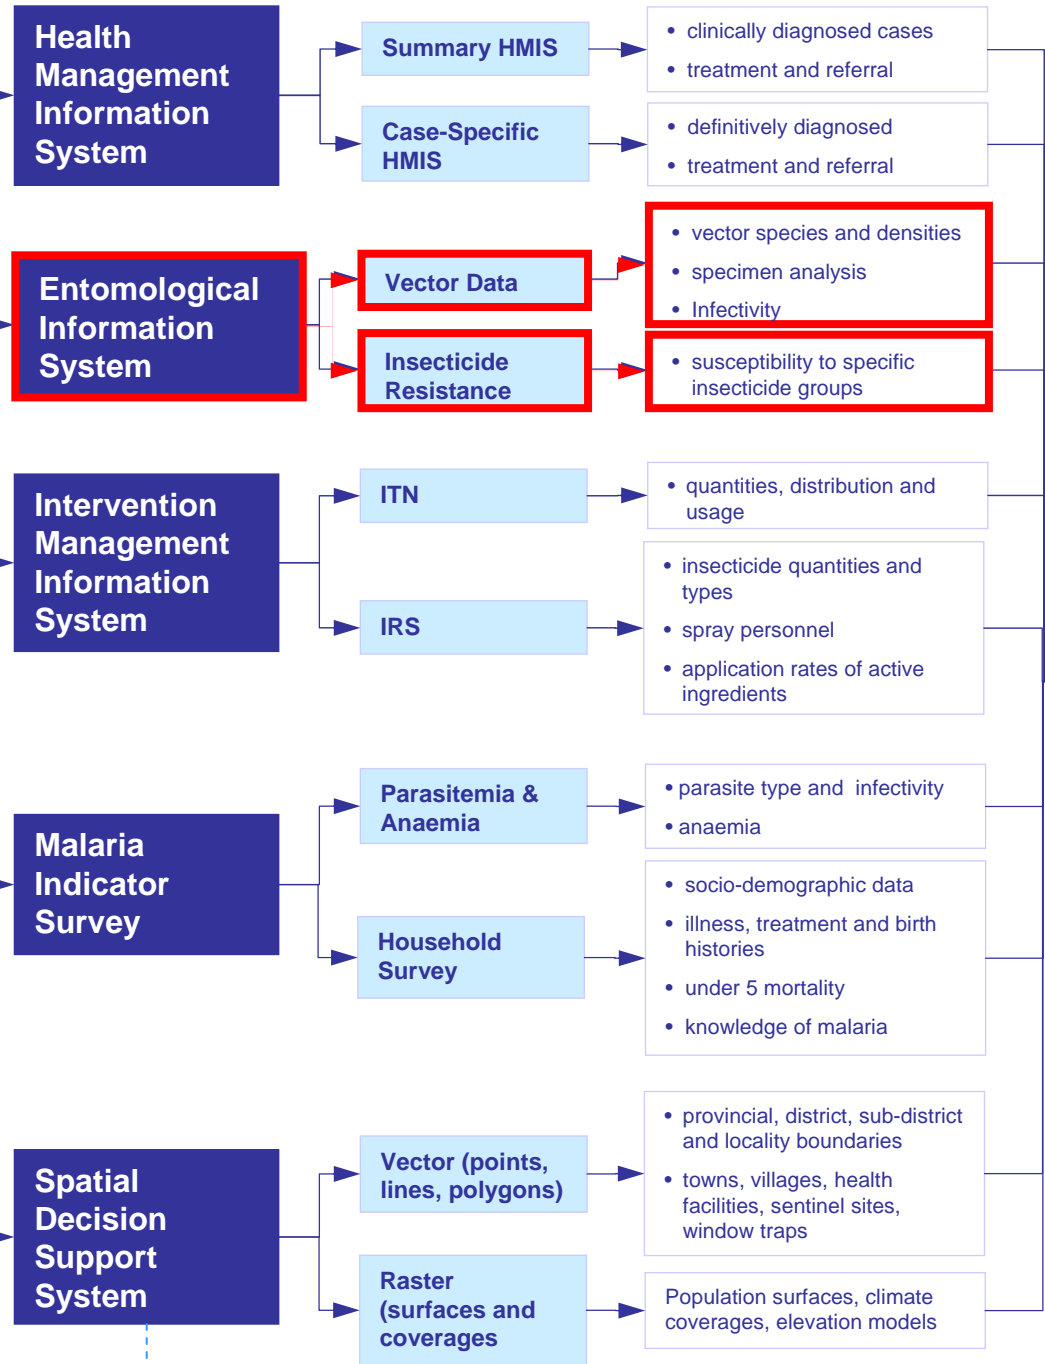 Health
Management
Information
System
Summary HMIS
• clinically diagnosed cases
• treatment and referral
Case-Specific
HMIS
• definitively diagnosed
• treatment and referral
Entomological
Information
System
Vector Data
• vector species and densities
• specimen analysis
• Infectivity
Insecticide
Resistance
• susceptibility to specific
insecticide groups
Intervention
Management
Information
System
ITN
• quantities, distribution and
usage
IRS
• insecticide quantities and
types
• spray personnel
• application rates of active
ingredients
Malaria
Indicator
Survey
Parasitemia &
Anaemia
• parasite type and infectivity
• anaemia
Household
Survey
• socio-demographic data
• illness, treatment and birth
histories
• under 5 mortality
• knowledge of malaria
Spatial
Decision
Support
System
Vector (points,
lines, polygons)
• provincial, district, sub-district
and locality boundaries
• towns, villages, health
facilities, sentinel sites,
window traps
Raster
(surfaces and
coverages
Population surfaces, climate
coverages, elevation models